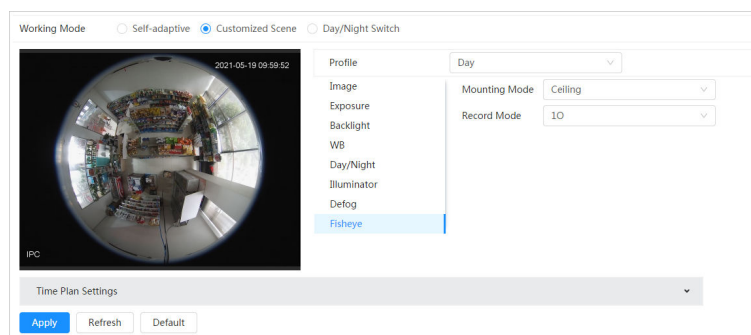 Working Mode Self-adaptive Customized Scene Day/Night Switch
2021-05-19 09:59:52
IPC
Profile Day
Image
Exposure
Backlight
WB
Day/Night
Illuminator
Defog
Fisheye
Mounting Mode Ceiling
Record Mode 1O
Time Plan Settings
Apply Refresh Default